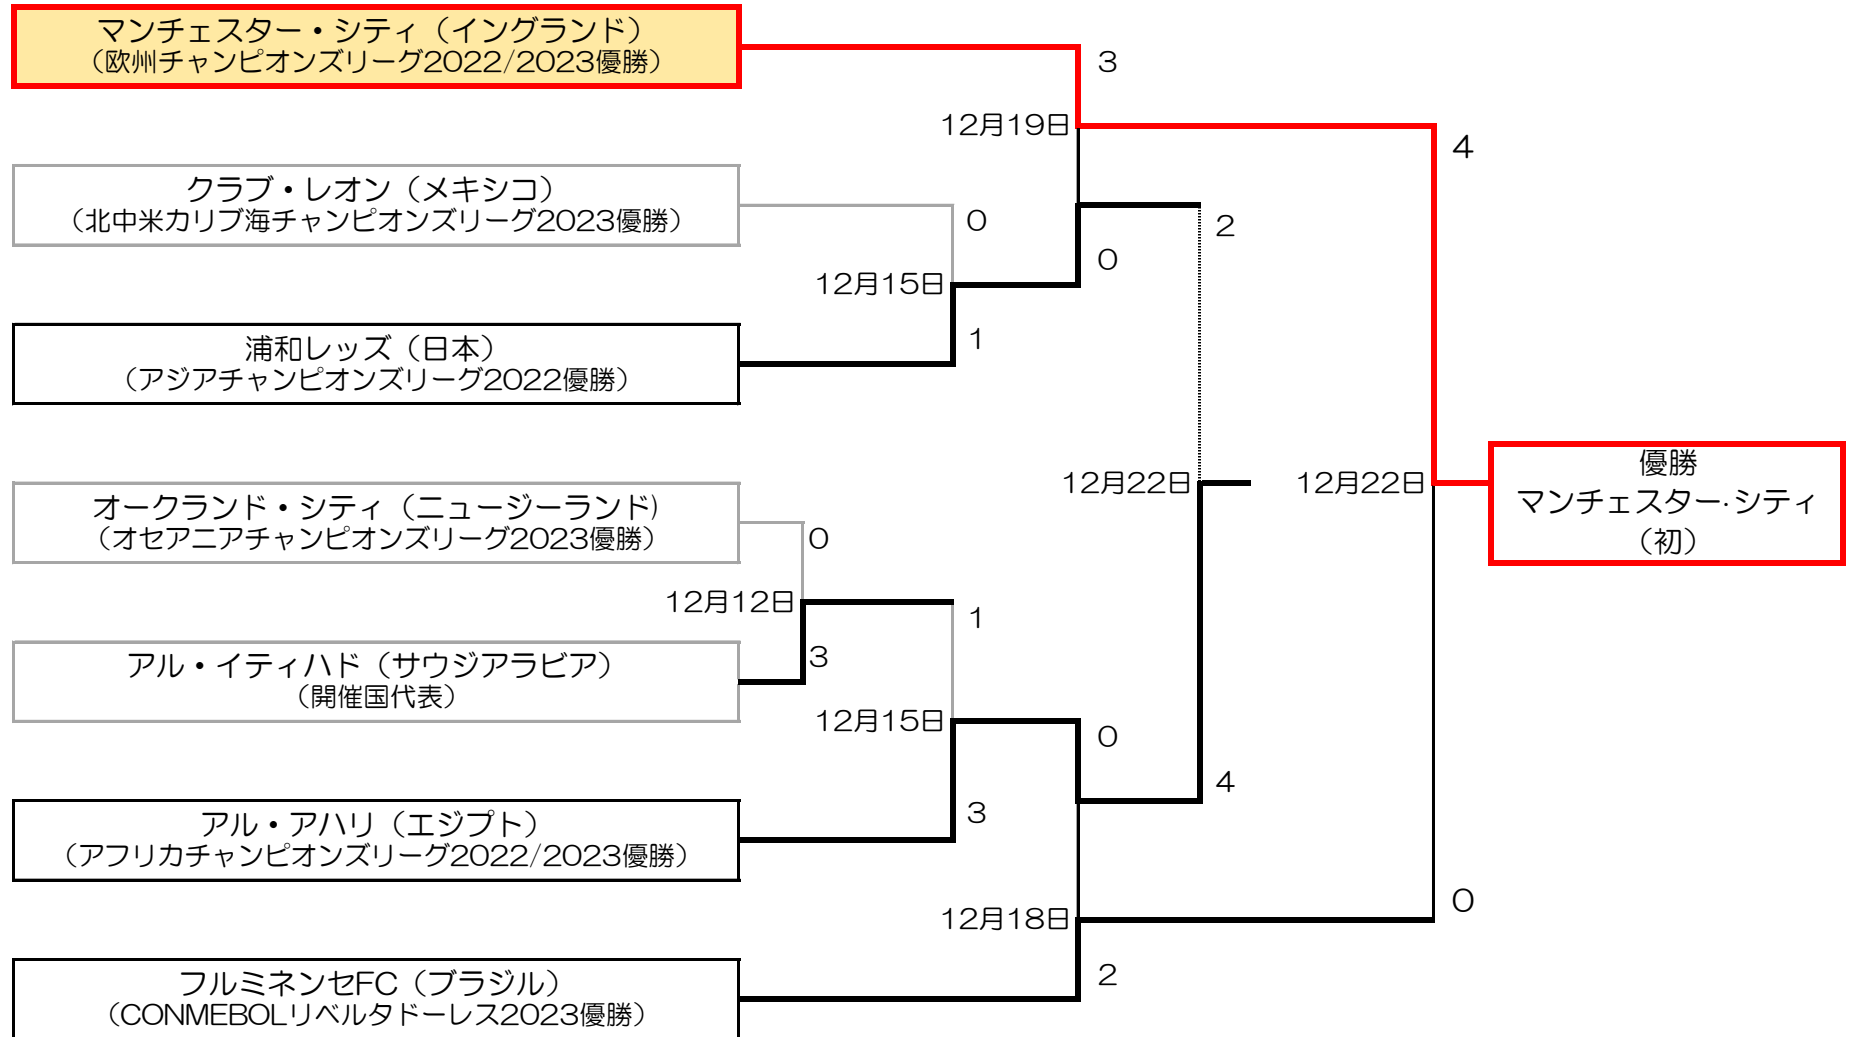 マンチェスター・シティ（イングランド）
（欧州チャンピオンズリーグ2022/2023優勝）
3
12月19日
4
クラブ・レオン（メキシコ）
（北中米カリブ海チャンピオンズリーグ2023優勝）
0
2
0
12月15日
1
浦和レッズ（日本）
（アジアチャンピオンズリーグ2022優勝）
12月22日
12月22日
優勝
マンチェスター・シティ
（初）
オークランド・シティ（ニュージーランド)
（オセアニアチャンピオンズリーグ2023優勝）
0
12月12日
1
3
アル・イティハド（サウジアラビア）
（開催国代表）
12月15日
0
4
3
アル・アハリ（エジプト）
（アフリカチャンピオンズリーグ2022/2023優勝）
0
12月18日
2
フルミネンセFC（ブラジル）
（CONMEBOLリベルタドーレス2023優勝）